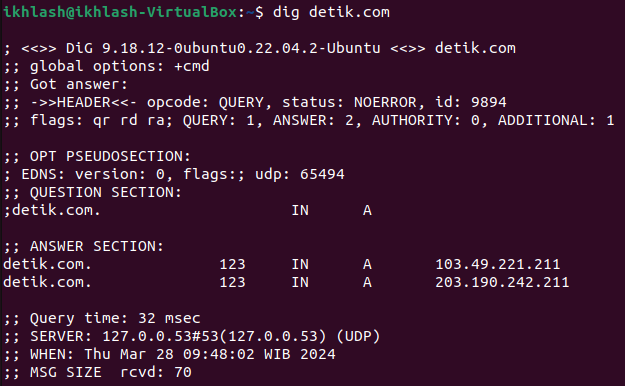 ikhlash@ikhlash-VirtualBox:~$ dig detik.com
; <<>> DiG 9.18.12-0ubuntu0.22.04.2-Ubuntu <<>> detik.com
;; global options: +cmd
;; Got answer:
;; ->>HEADER<<- opcode: QUERY, status: NOERROR, id: 9894
;; flags: qr rd ra; QUERY: 1, ANSWER: 2, AUTHORITY: 0, ADDITIONAL: 1
;; OPT PSEUDOSECTION:
; EDNS: version: 0, flags:; udp: 65494
;; QUESTION SECTION:
;detik.com. IN A
;; ANSWER SECTION:
detik.com. 123 IN A 103.49.221.211
detik.com. 123 IN A 203.190.242.211
;; Query time: 32 msec
;; SERVER: 127.0.0.53#53(127.0.0.53) (UDP)
;; WHEN: Thu Mar 28 09:48:02 WIB 2024
;; MSG SIZE rcvd: 70